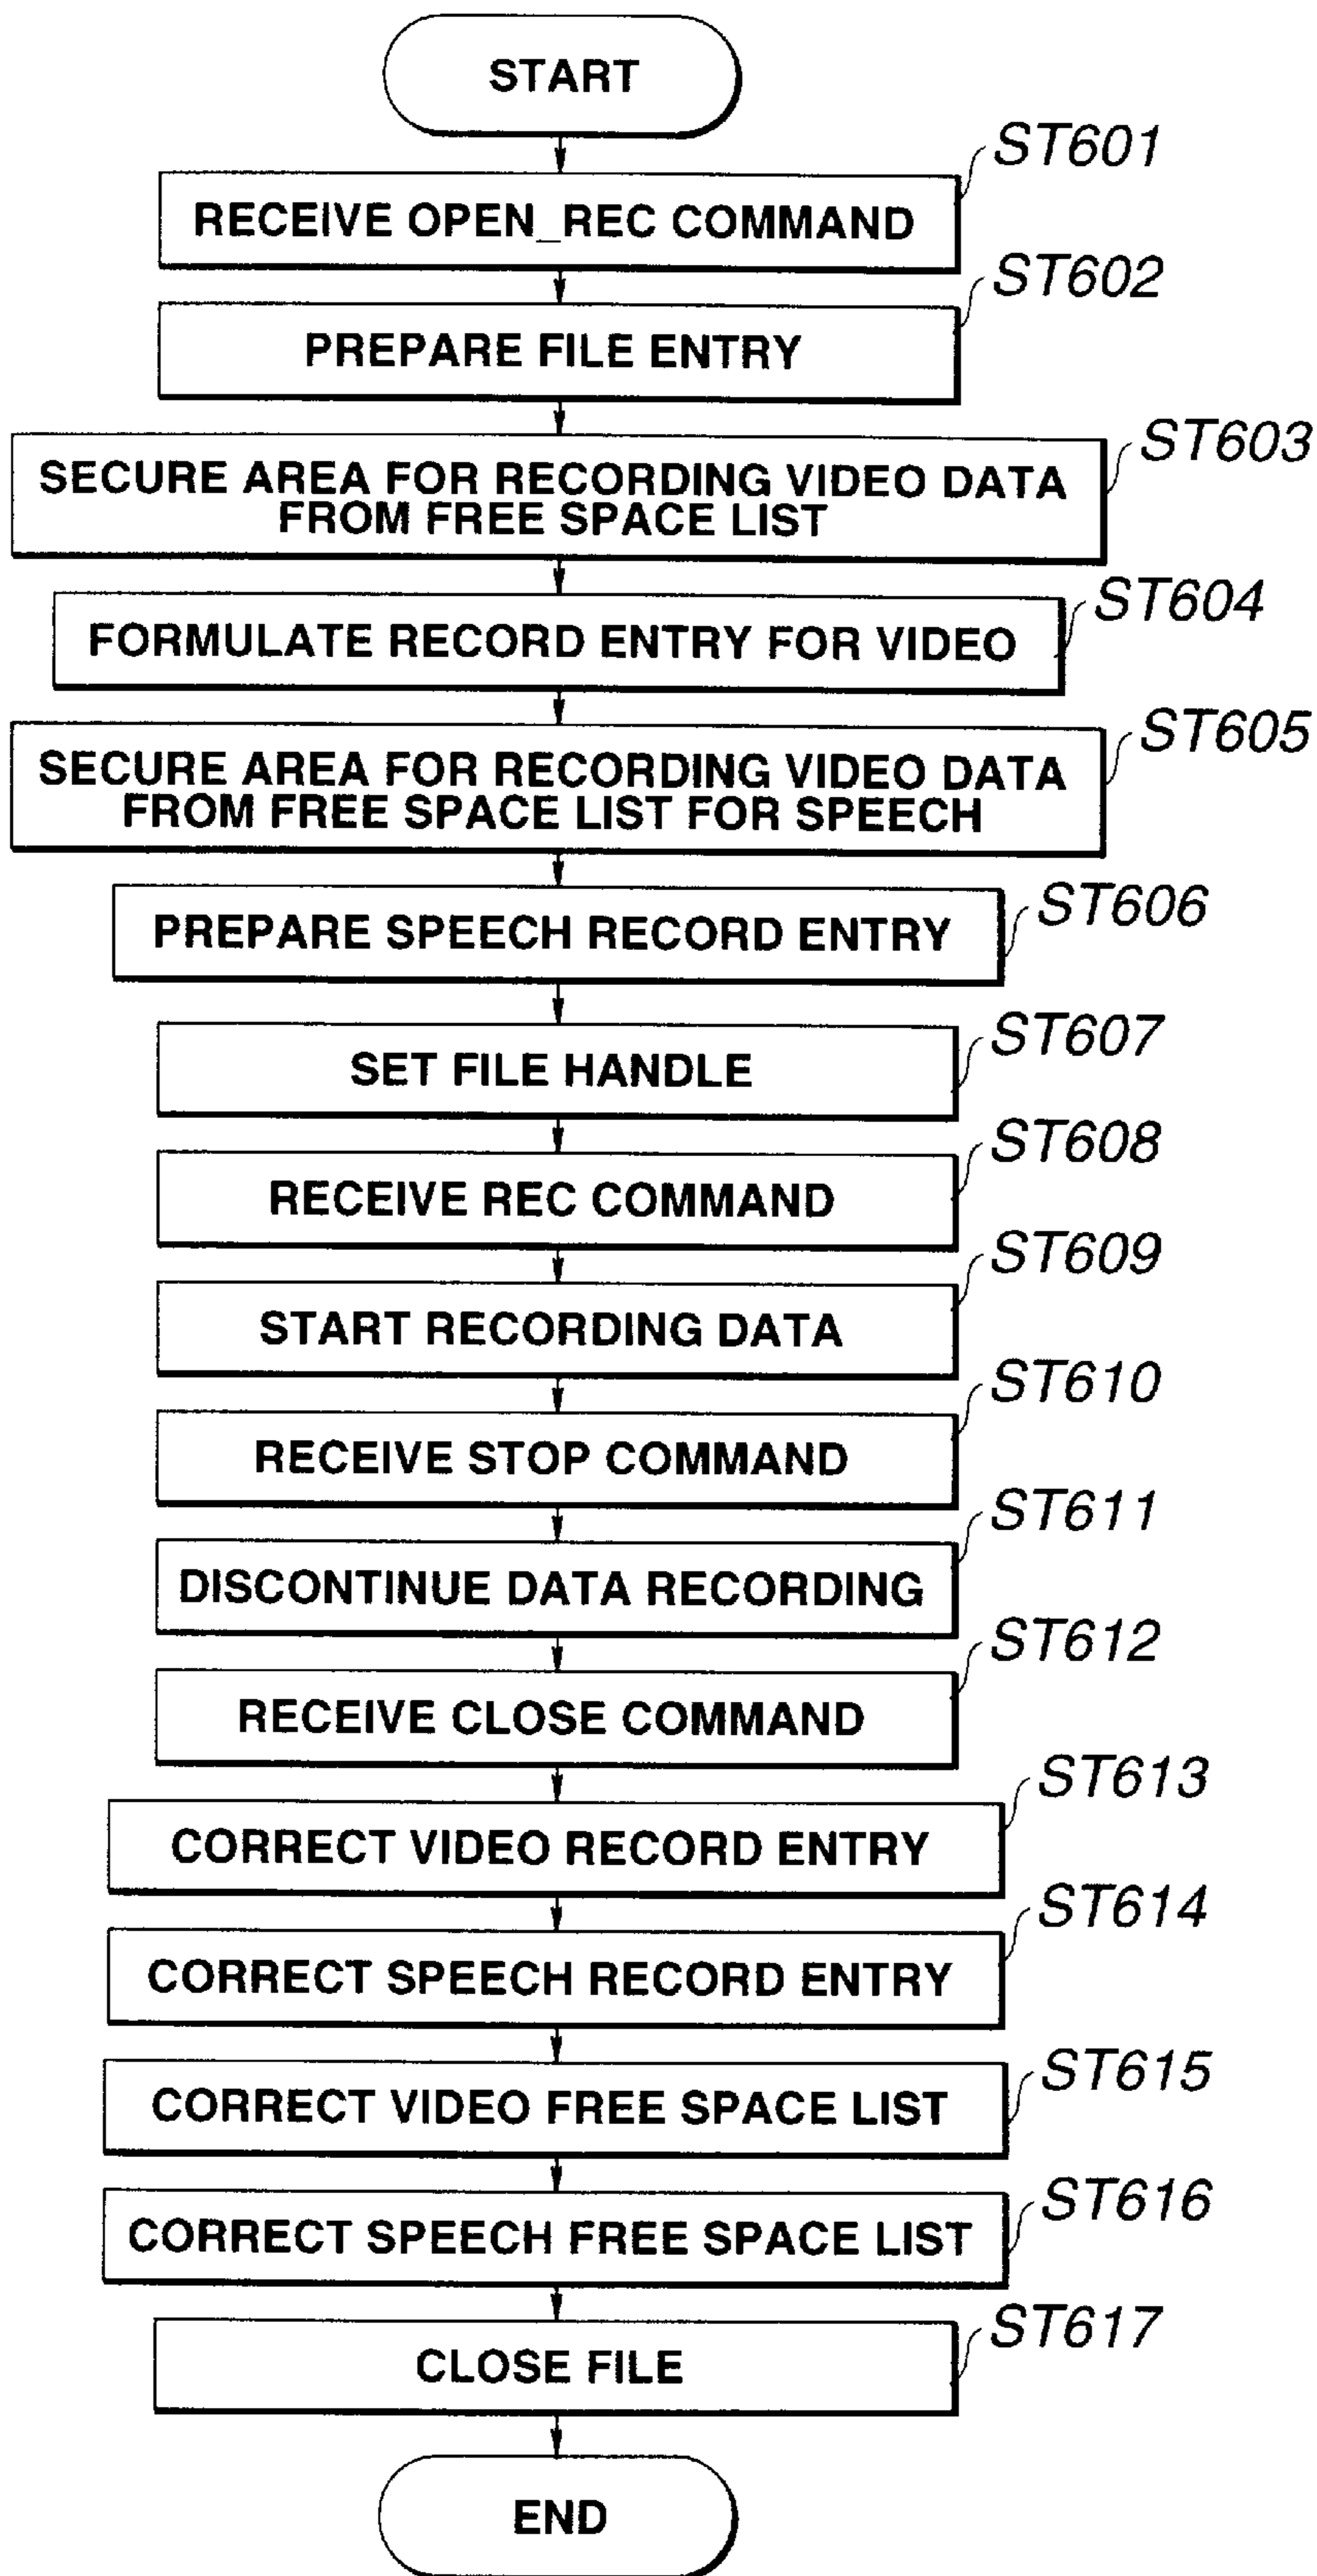 START
ST601
RECEIVE OPEN_REC COMMAND
ST602
PREPARE FILE ENTRY
ST603
SECURE AREA FOR RECORDING VIDEO DATA
FROM FREE SPACE LIST
ST604
FORMULATE RECORD ENTRY FOR VIDEO
ST605
SECURE AREA FOR RECORDING VIDEO DATA
FROM FREE SPACE LIST FOR SPEECH
ST606
PREPARE SPEECH RECORD ENTRY
ST607
SET FILE HANDLE
ST608
RECEIVE REC COMMAND
ST609
START RECORDING DATA
ST610
RECEIVE STOP COMMAND
ST611
DISCONTINUE DATA RECORDING
ST612
RECEIVE CLOSE COMMAND
ST613
CORRECT VIDEO RECORD ENTRY
ST614
CORRECT SPEECH RECORD ENTRY
ST615
CORRECT VIDEO FREE SPACE LIST
ST616
CORRECT SPEECH FREE SPACE LIST
ST617
CLOSE FILE
END